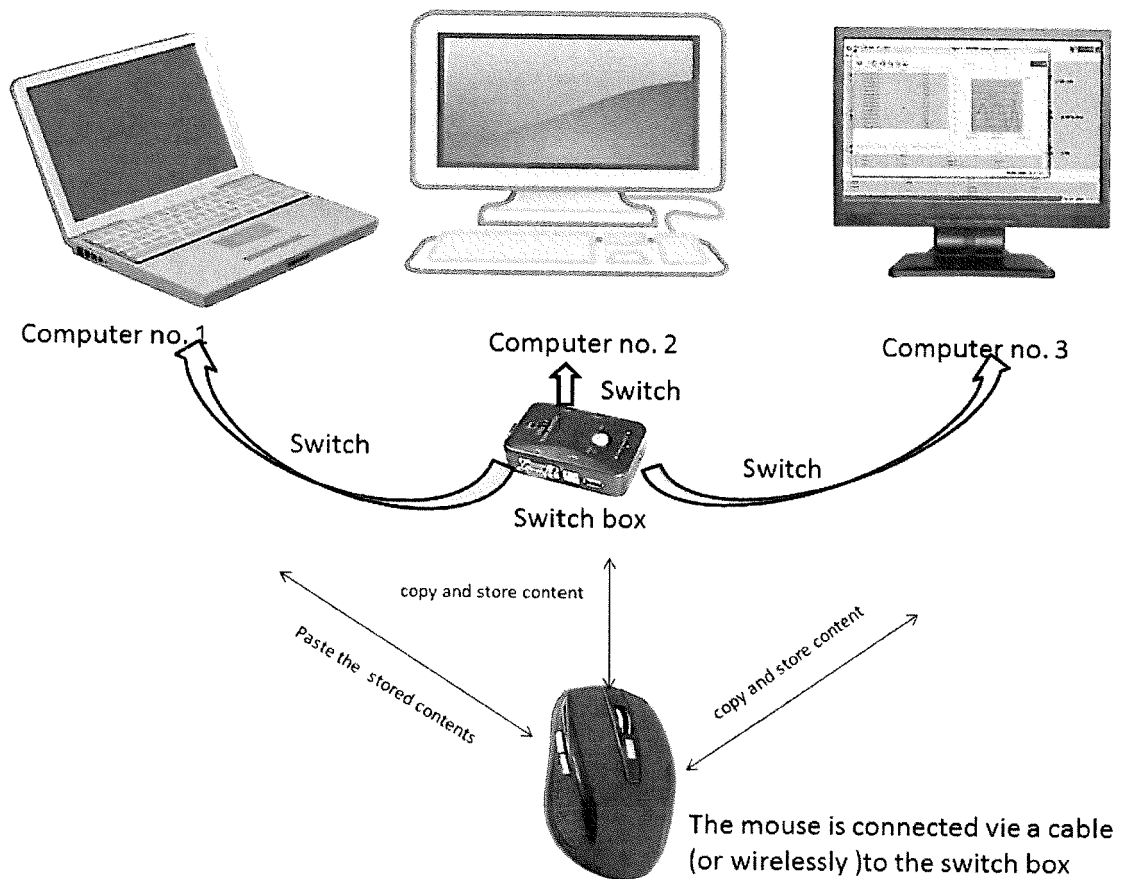 Computer no. 1
Computer no. 2
Computer no. 3
Switch
Switch
Switch
Switch box
copy and store content
Paste the stored contents
copy and store content
The mouse is connected vie a cable
(or wirelessly )to the switch box